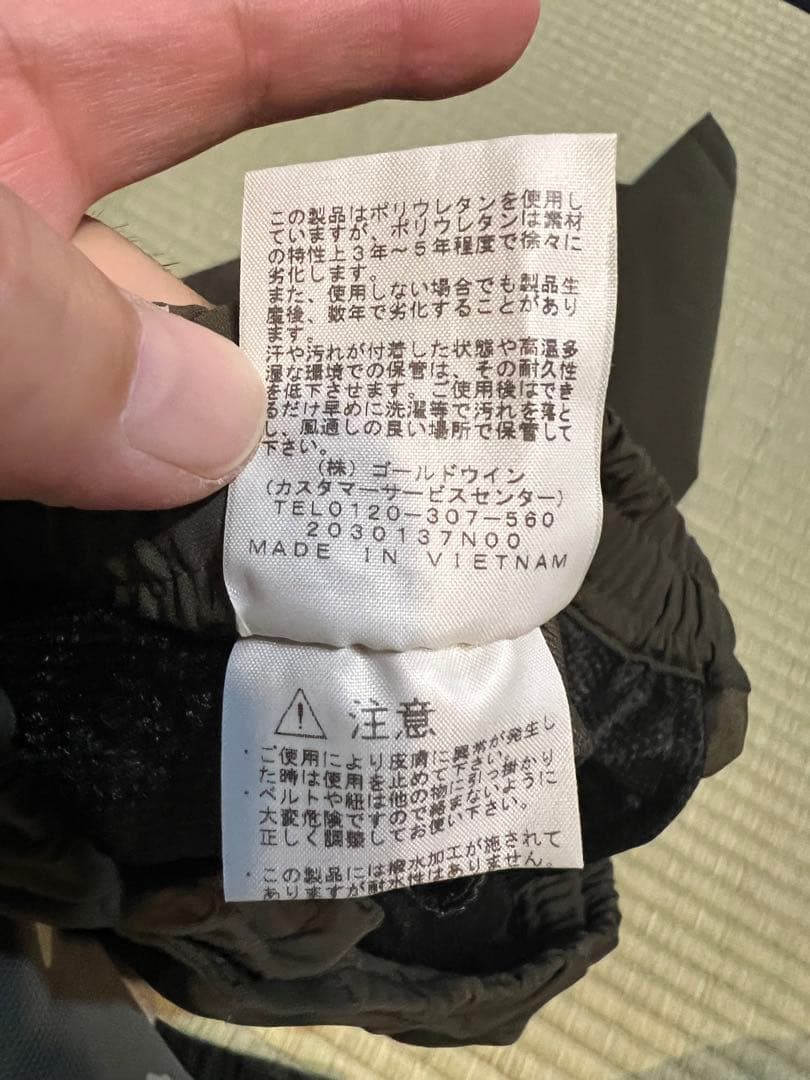 この製品はポリウレタンを使用し
ていますが、ポリウレタンは素材
の特性上3年～5年程度で徐々に
劣化します。
また、使用しない場合でも製品生
産後、数年で劣化することがあり
ます。
汗や汚れが付着した状態や高温多
湿な環境での保管は、その耐久性
を低下させます。ご使用後はでき
るだけ早めに洗濯等で汚れを落と
し、風通しの良い場所で保管して
下さい。
(株)ゴールドウイン
(カスタマーサービスセンター)
TEL0120-307-560
2030137N00
MADE IN VIETNAM
注意
・ご使用により皮膚に異常が発生し
た時は使用を止めて下さい。
・ベルトや紐は他の物に引っ掛かり
大変危険ですので絡まないように
正しく調整してお使い下さい。
・この製品には撥水加工が施されて
ありますが耐水性はありません。